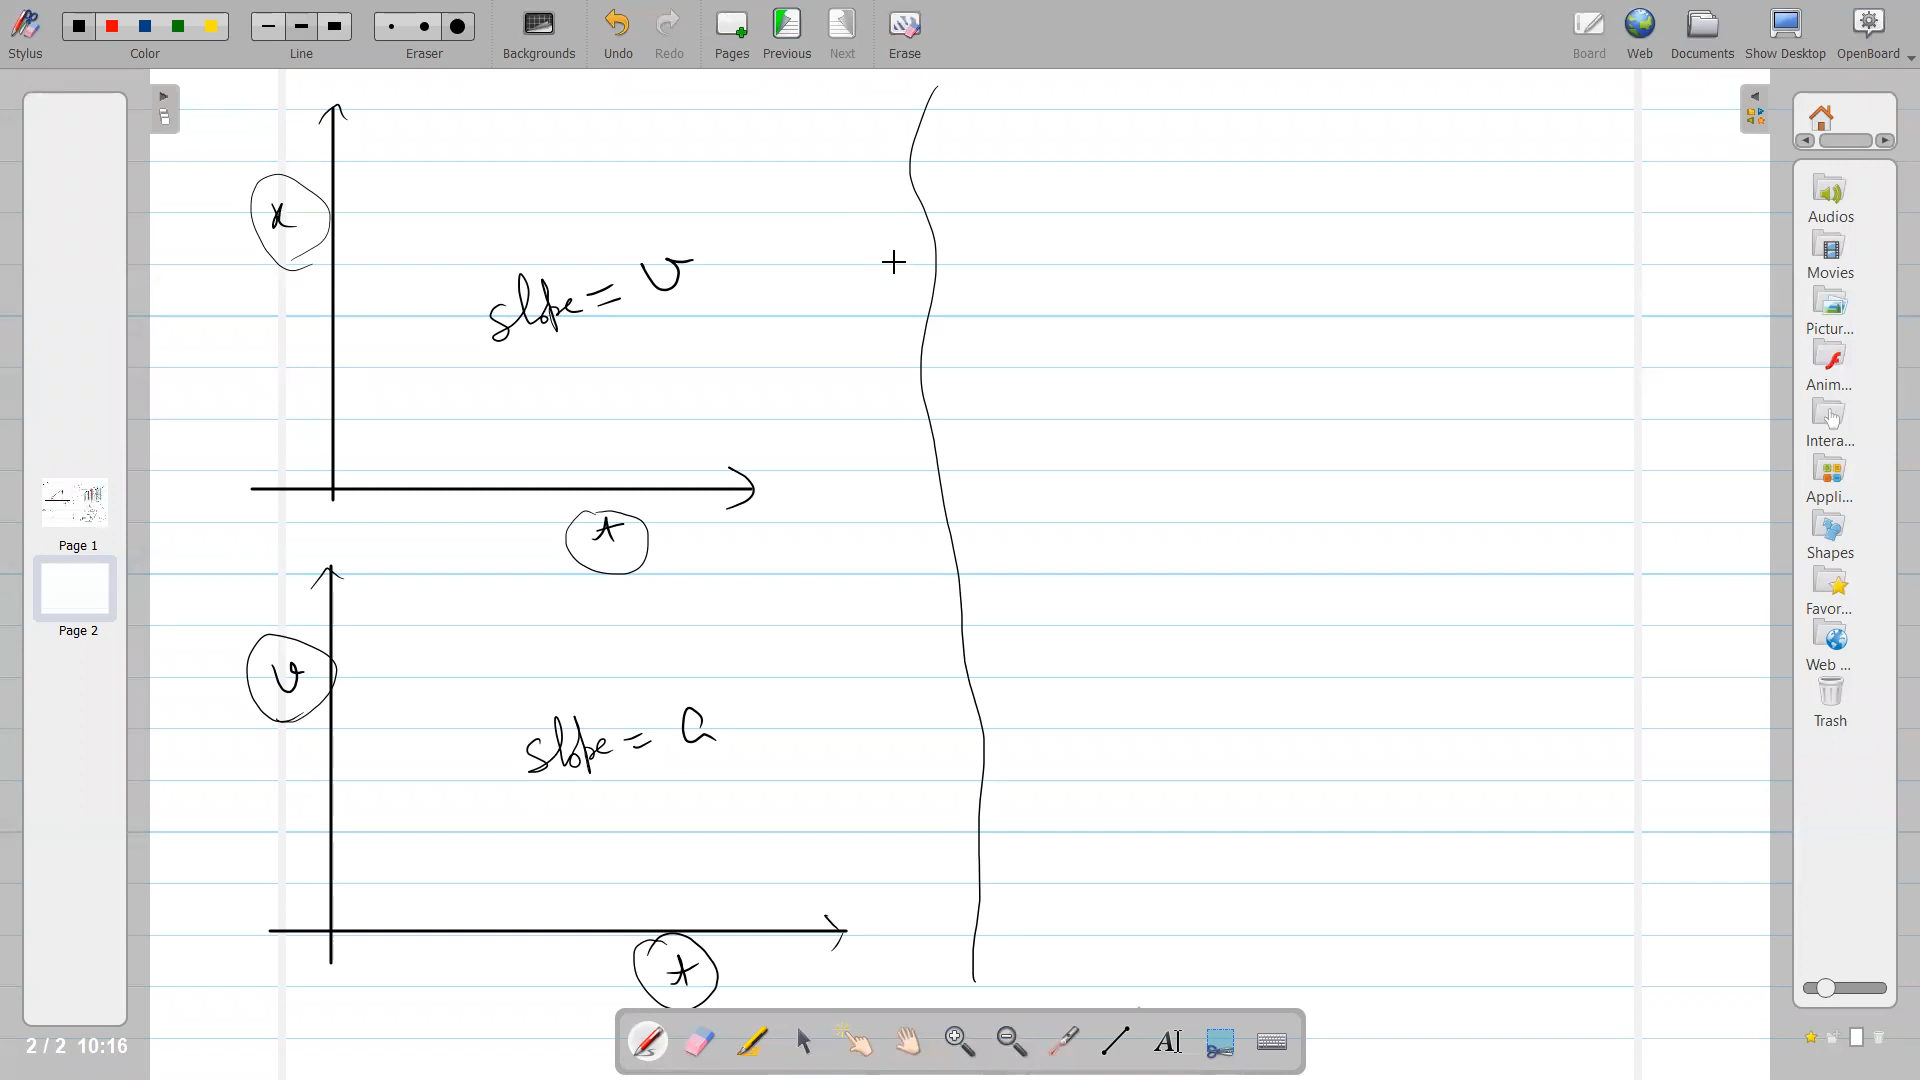 Stylus
Color
Line
Eraser
Backgrounds
Undo
Redo
Pages
Previous
Next
Erase
Board
Web
Documents
Show Desktop
OpenBoard
x
slope = v
t
v
slope = a
t
Page 1
Page 2
2 / 2 10:16
Audios
Movies
Pictur...
Anim...
Intera...
Appli...
Shapes
Favor...
Web ...
Trash
A